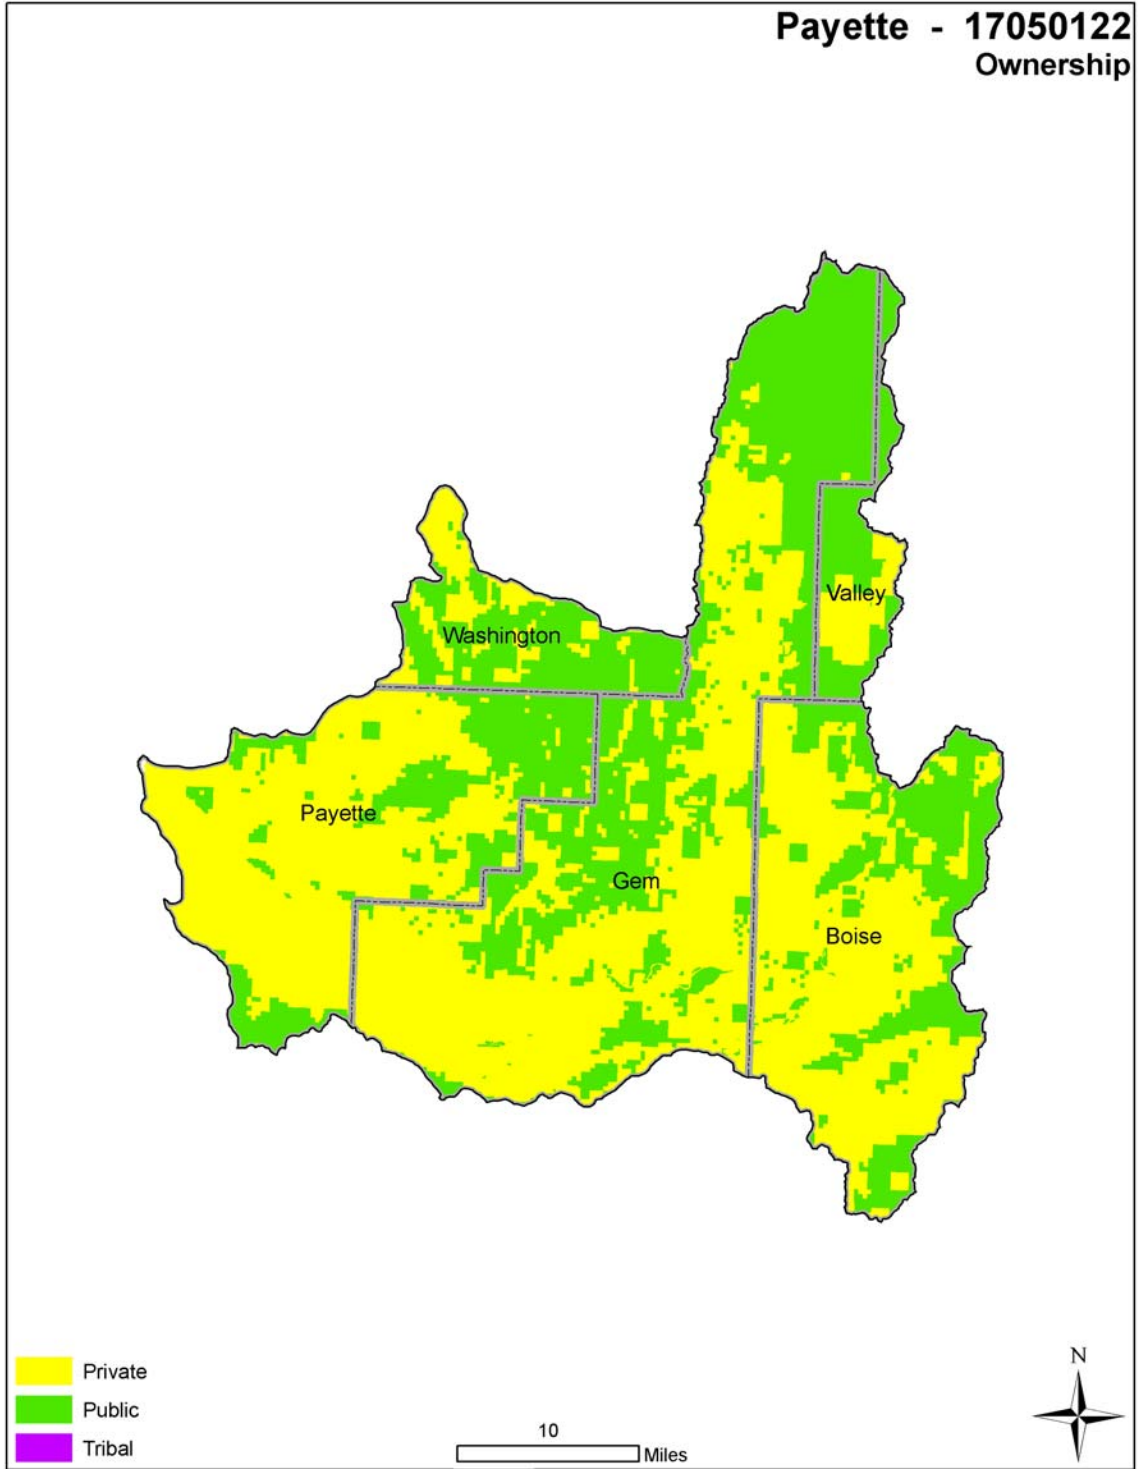 Payette - 17050122
Ownership
Valley
Washington
Payette
Gem
Boise
Private
Public
Tribal
10
Miles
N